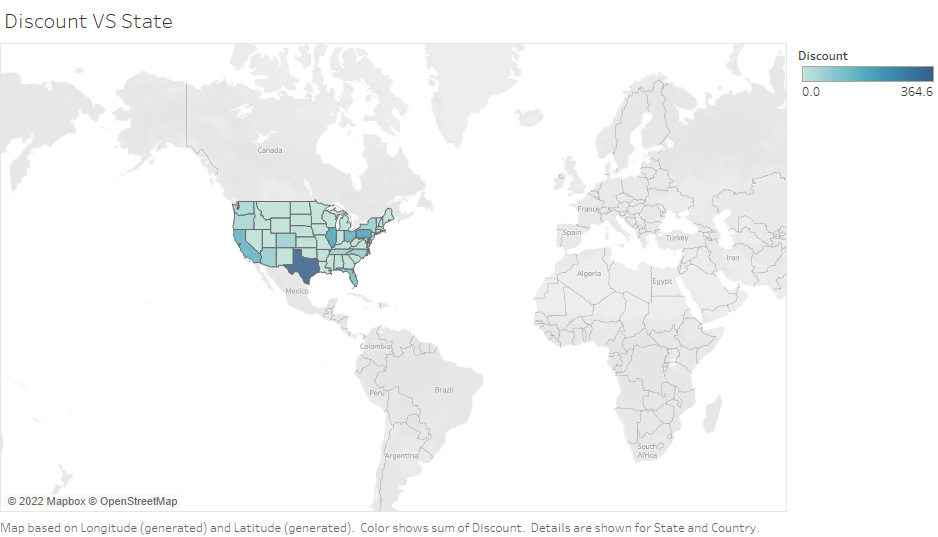 Discount VS State
Discount
0.0 364.6
Canada
France
Spain
Turkey
Iran
Algeria
Egypt
Mexico
Colombia
Peru
Brazil
South
Africa
Argentina
© 2022 Mapbox © OpenStreetMap
Map based on Longitude (generated) and Latitude (generated). Color shows sum of Discount. Details are shown for State and Country.